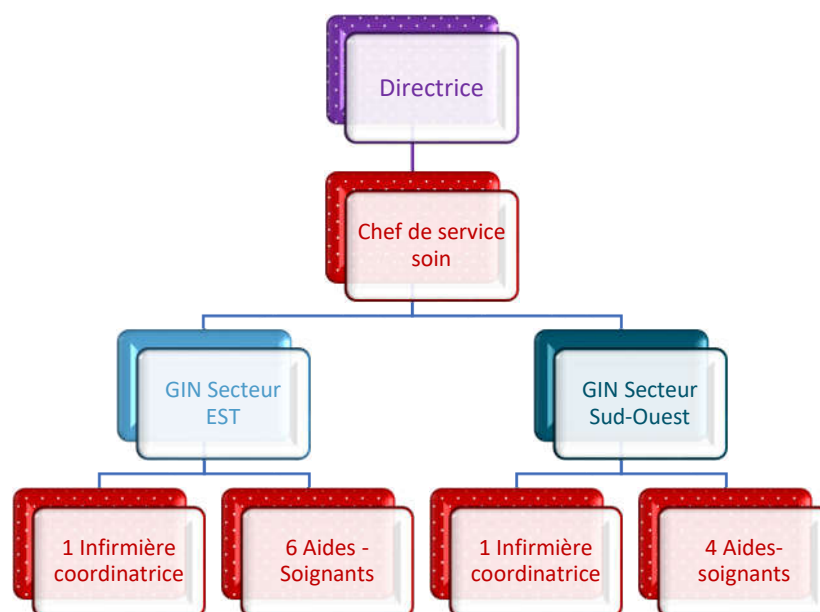 Directrice
Chef de service
soin
GIN Secteur
EST
GIN Secteur
Sud-Ouest
1 Infirmière
coordinatrice
6 Aides -
Soignants
1 Infirmière
coordinatrice
4 Aides-
soignants